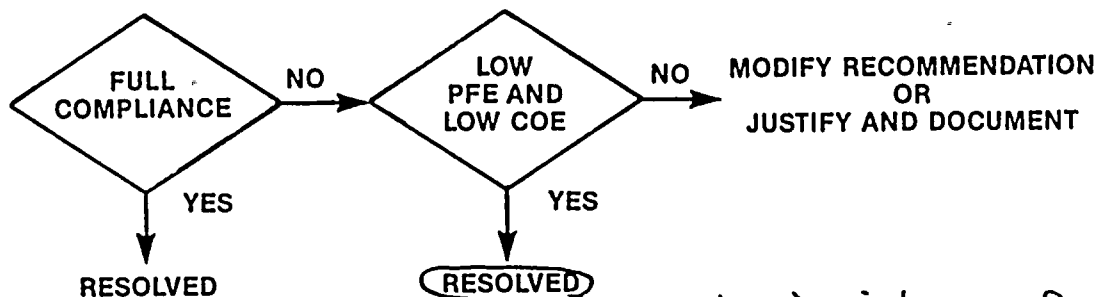 FULL
COMPLIANCE
NO
LOW
PFE AND
LOW COE
NO
MODIFY RECOMMENDATION
OR
JUSTIFY AND DOCUMENT
YES
YES
RESOLVED
RESOLVED